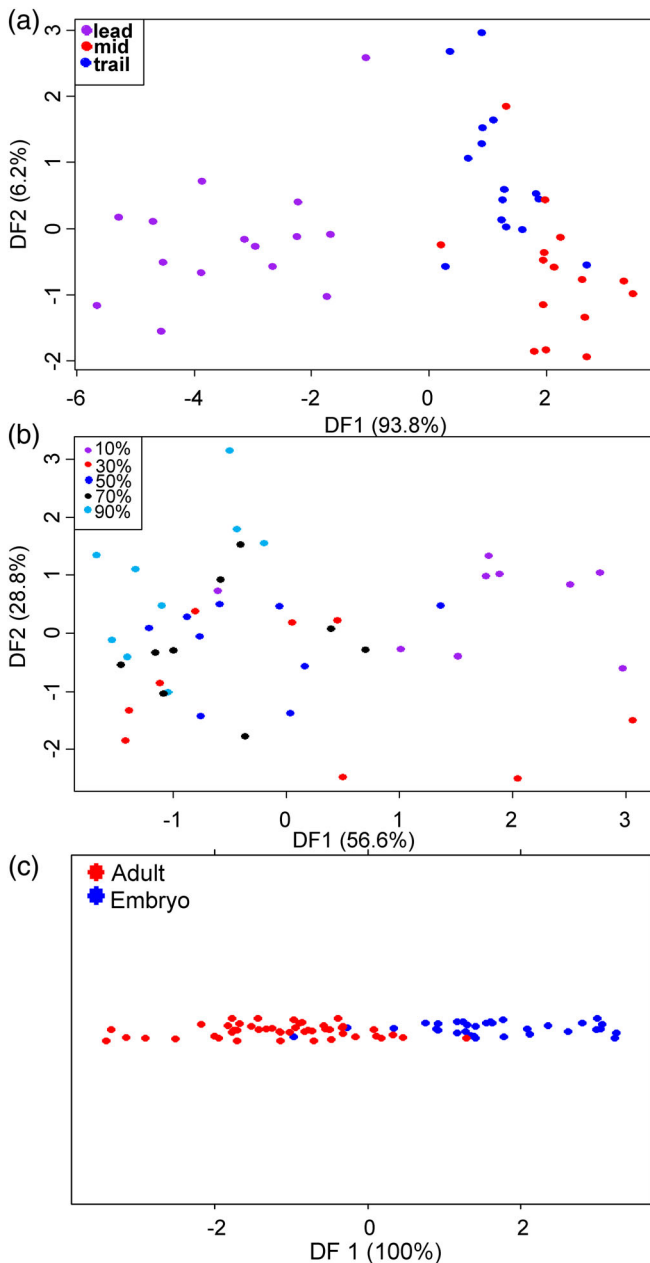 (a)
lead
mid
trail
3
2
1
0
-1
-2
DF2 (6.2%)
-6 -4 -2 0 2
DF1 (93.8%)
(b)
10%
30%
50%
70%
90%
3
2
1
0
-1
-2
DF2 (28.8%)
-1 0 1 2 3
DF1 (56.6%)
(c)
Adult
Embryo
-2 0 2
DF 1 (100%)